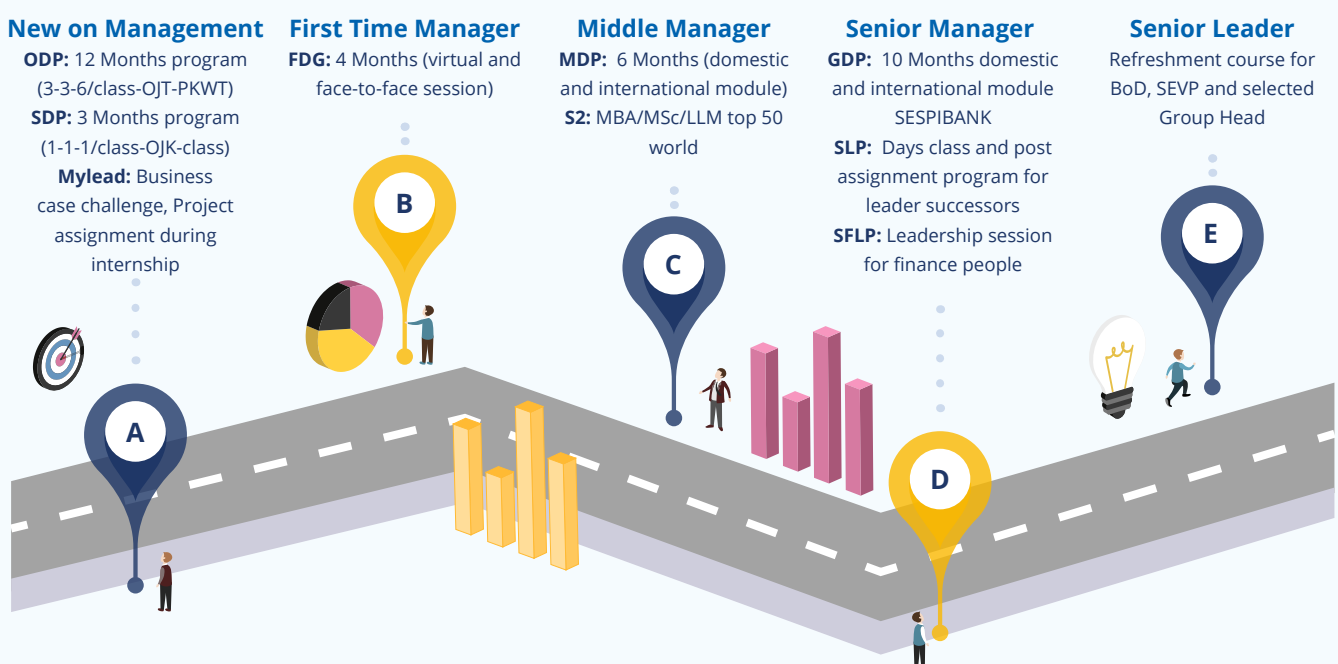 New on Management
ODP: 12 Months program
(3-3-6/class-OJT-PKWT)
SDP: 3 Months program
(1-1-1/class-OJK-class)
Mylead: Business
case challenge, Project
assignment during
internship
A
First Time Manager
FDG: 4 Months (virtual and
face-to-face session)
B
Middle Manager
MDP: 6 Months (domestic
and international module)
S2: MBA/MSc/LLM top 50
world
C
Senior Manager
GDP: 10 Months domestic
and international module
SESPIBANK
SLP: Days class and post
assignment program for
leader successors
SFLP: Leadership session
for finance people
D
Senior Leader
Refreshment course for
BoD, SEVP and selected
Group Head
E